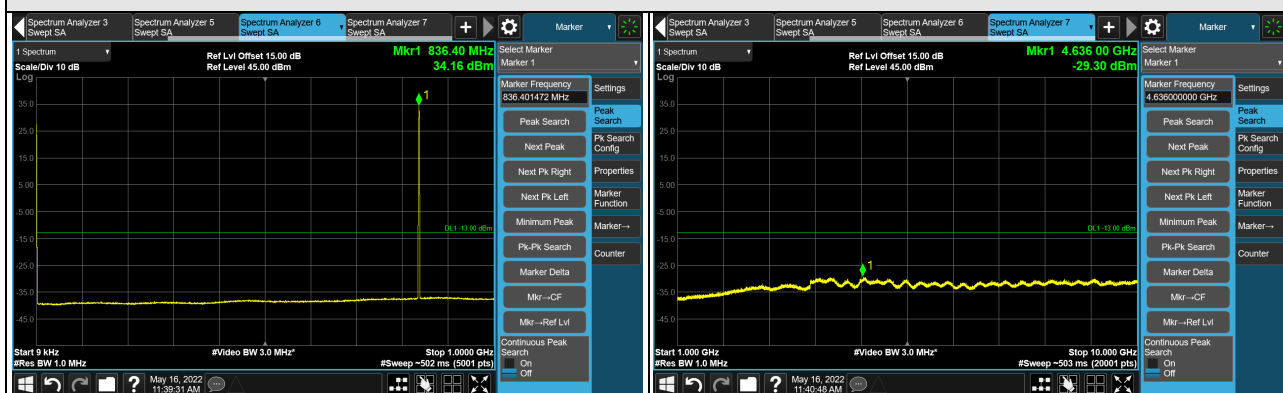 Spectrum Analyzer 3
Swept SA
Spectrum Analyzer 5
Swept SA
Spectrum Analyzer 6
Swept SA
Spectrum Analyzer 7
Swept SA
+
Marker
1 Spectrum
Scale/Div 10 dB
Log
Ref Lvl Offset 15.00 dB
Ref Level 45.00 dBm
Mkr1 836.40 MHz
34.16 dBm
35.0
25.0
15.0
5.00
-5.00
-15.0
-25.0
-35.0
-45.0
1
DL1 -13.00 dBm
Start 9 kHz
#Res BW 1.0 MHz
#Video BW 3.0 MHz*
Stop 1.0000 GHz
#Sweep ~502 ms (5001 pts)
Select Marker
Marker 1
Marker Frequency
836.401472 MHz
Peak Search
Next Peak
Next Pk Right
Next Pk Left
Minimum Peak
Pk-Pk Search
Marker Delta
Mkr→CF
Mkr→Ref Lvl
Continuous Peak
Search
On
Off
Settings
Peak
Search
Pk Search
Config
Properties
Marker
Function
Marker→
Counter
?
May 16, 2022
11:39:31 AM
Spectrum Analyzer 3
Swept SA
Spectrum Analyzer 5
Swept SA
Spectrum Analyzer 6
Swept SA
Spectrum Analyzer 7
Swept SA
+
Marker
1 Spectrum
Scale/Div 10 dB
Log
Ref Lvl Offset 15.00 dB
Ref Level 45.00 dBm
Mkr1 4.636 00 GHz
-29.30 dBm
35.0
25.0
15.0
5.00
-5.00
-15.0
-25.0
-35.0
-45.0
1
DL1 -13.00 dBm
Start 1.000 GHz
#Res BW 1.0 MHz
#Video BW 3.0 MHz*
Stop 10.000 GHz
#Sweep ~503 ms (20001 pts)
Select Marker
Marker 1
Marker Frequency
4.636000000 GHz
Peak Search
Next Peak
Next Pk Right
Next Pk Left
Minimum Peak
Pk-Pk Search
Marker Delta
Mkr→CF
Mkr→Ref Lvl
Continuous Peak
Search
On
Off
Settings
Peak
Search
Pk Search
Config
Properties
Marker
Function
Marker→
Counter
?
May 16, 2022
11:40:48 AM